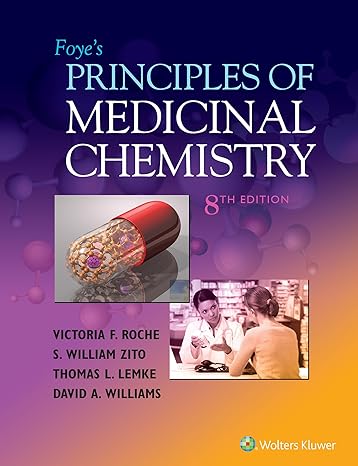 Foye's
PRINCIPLES OF
MEDICINAL
CHEMISTRY
8TH EDITION
VICTORIA F. ROCHE
S. WILLIAM ZITO
THOMAS L. LEMKE
DAVID A. WILLIAMS
Wolters Kluwer